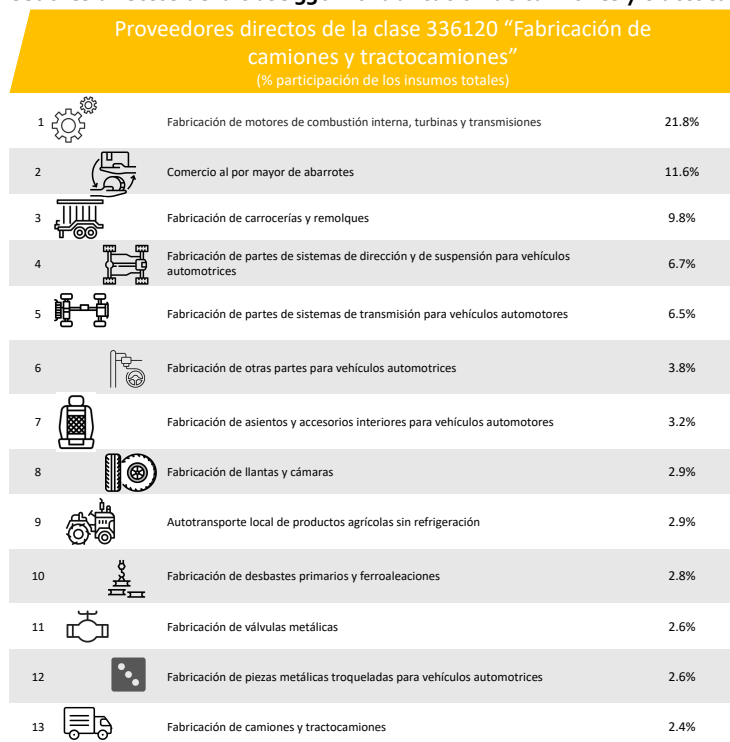 Proveedores directos de la clase 336120 “Fabricación de
camiones y tractocamiones”
(% participación de los insumos totales)
1 Fabricación de motores de combustión interna, turbinas y transmisiones 21.8%
2 Comercio al por mayor de abarrotes 11.6%
3 Fabricación de carrocerías y remolques 9.8%
4 Fabricación de partes de sistemas de dirección y de suspensión para vehículos
automotrices 6.7%
5 Fabricación de partes de sistemas de transmisión para vehículos automotores 6.5%
6 Fabricación de otras partes para vehículos automotrices 3.8%
7 Fabricación de asientos y accesorios interiores para vehículos automotores 3.2%
8 Fabricación de llantas y cámaras 2.9%
9 Autotransporte local de productos agrícolas sin refrigeración 2.9%
10 Fabricación de desbastes primarios y ferroaleaciones 2.8%
11 Fabricación de válvulas metálicas 2.6%
12 Fabricación de piezas metálicas troqueladas para vehículos automotrices 2.6%
13 Fabricación de camiones y tractocamiones 2.4%